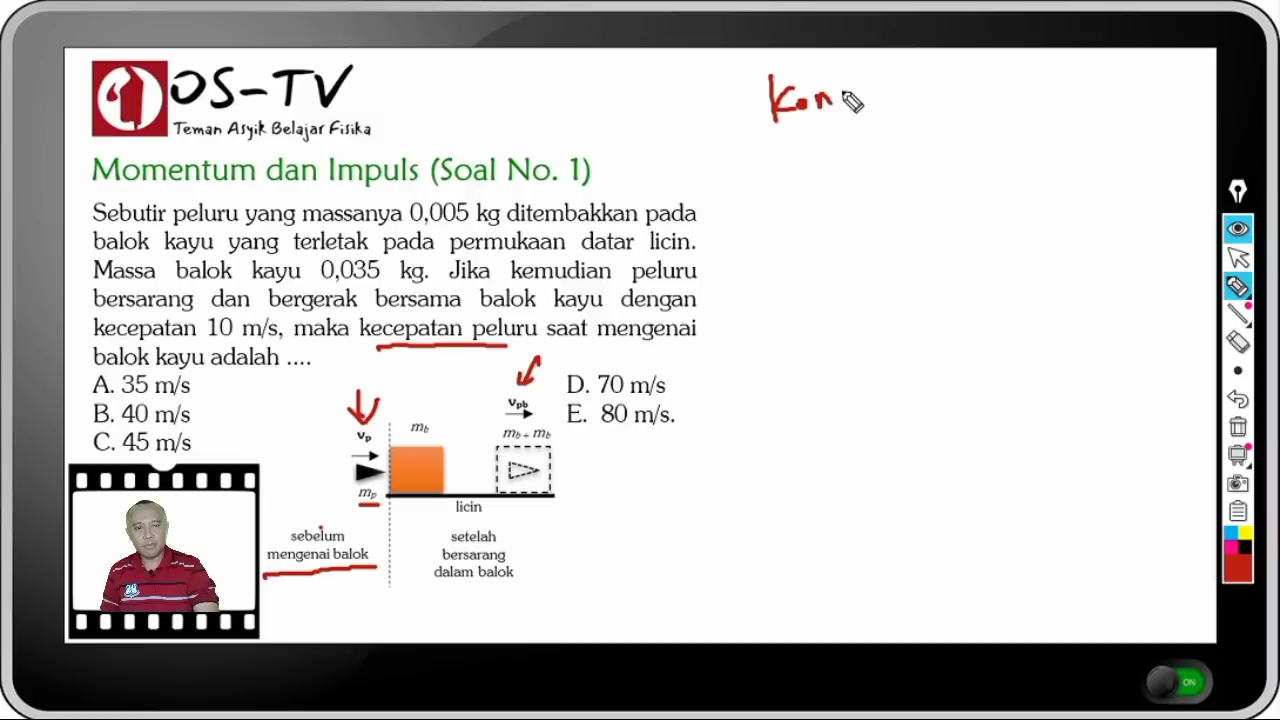 OS-TV
Teman Asyik Belajar Fisika
Kon
Momentum dan Impuls (Soal No. 1)
Sebutir peluru yang massanya 0,005 kg ditembakkan pada
balok kayu yang terletak pada permukaan datar licin.
Massa balok kayu 0,035 kg. Jika kemudian peluru
bersarang dan bergerak bersama balok kayu dengan
kecepatan 10 m/s, maka kecepatan peluru saat mengenai
balok kayu adalah ....
A. 35 m/s
B. 40 m/s
C. 45 m/s
D. 70 m/s
E. 80 m/s.
vp
mb
vpb
mb + mb
mp
licin
sebelum
mengenai balok
setelah
bersarang
dalam balok
ON